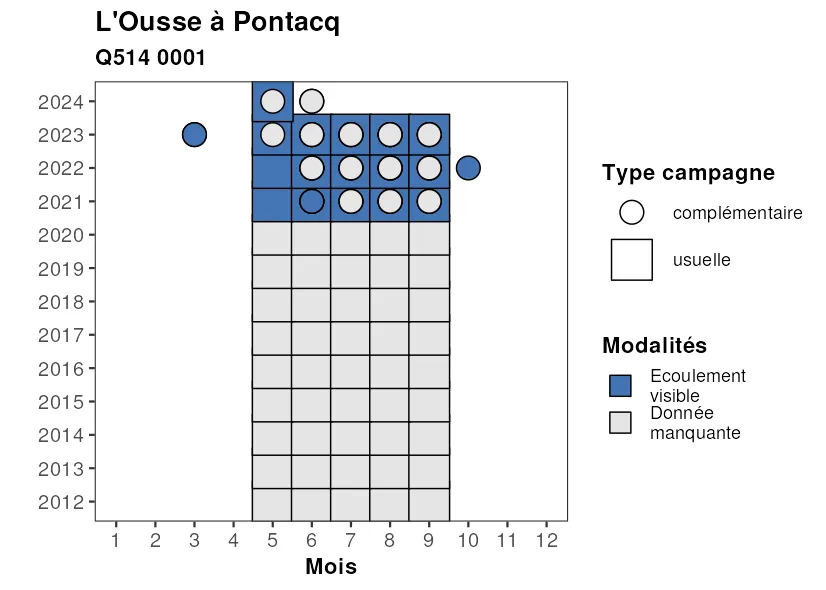 L'Ousse à Pontacq
Q514 0001
2024
2023
2022
2021
2020
2019
2018
2017
2016
2015
2014
2013
2012
1 2 3 4 5 6 7 8 9 10 11 12
Mois
Type campagne
complémentaire
usuelle
Modalités
Ecoulement
visible
Donnée
manquante